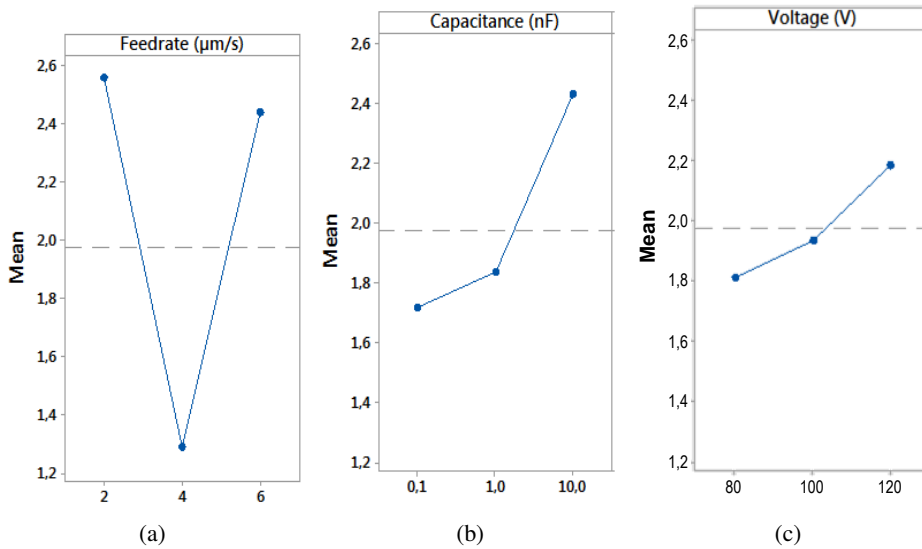 Feedrate (µm/s)
Mean
2,6
2,4
2,2
2,0
1,8
1,6
1,4
1,2
2 4 6
(a)
Capacitance (nF)
Mean
2,6
2,4
2,2
2,0
1,8
1,6
1,4
1,2
0,1 1,0 10,0
(b)
Voltage (V)
Mean
2,6
2,4
2,2
2,0
1,8
1,6
1,4
1,2
80 100 120
(c)